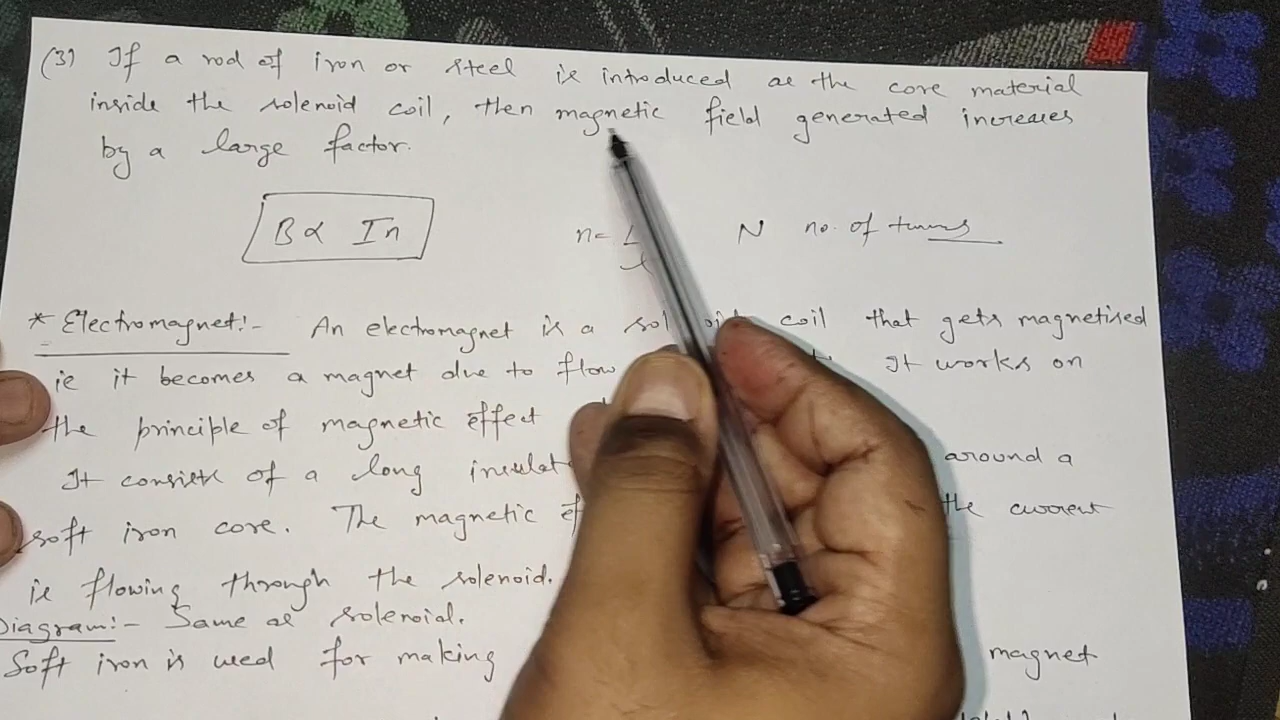 (3) If a rod of iron or steel is introduced as the core material
inside the solenoid coil, then magnetic field generated increases
by a large factor.
B∝ In
n= N no. of turns
* Electromagnet:- An electromagnet is a coil that gets magnetised
ie it becomes a magnet due to flow It works on
the principle of magnetic effect
It consists of a long around a
soft iron core. The magnetic the current
is flowing through the solenoid.
Diagram:- Same as solenoid.
Soft iron is used for making magnet